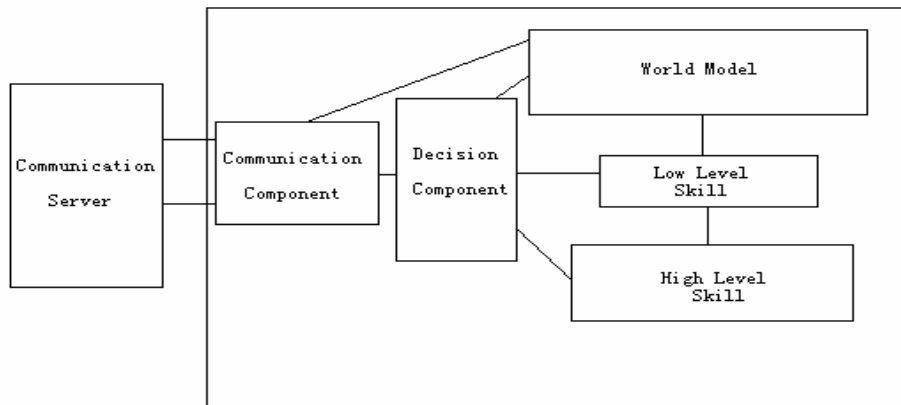 Communication
Server
Communication
Component
Decision
Component
World Model
Low Level
Skill
High Level
Skill